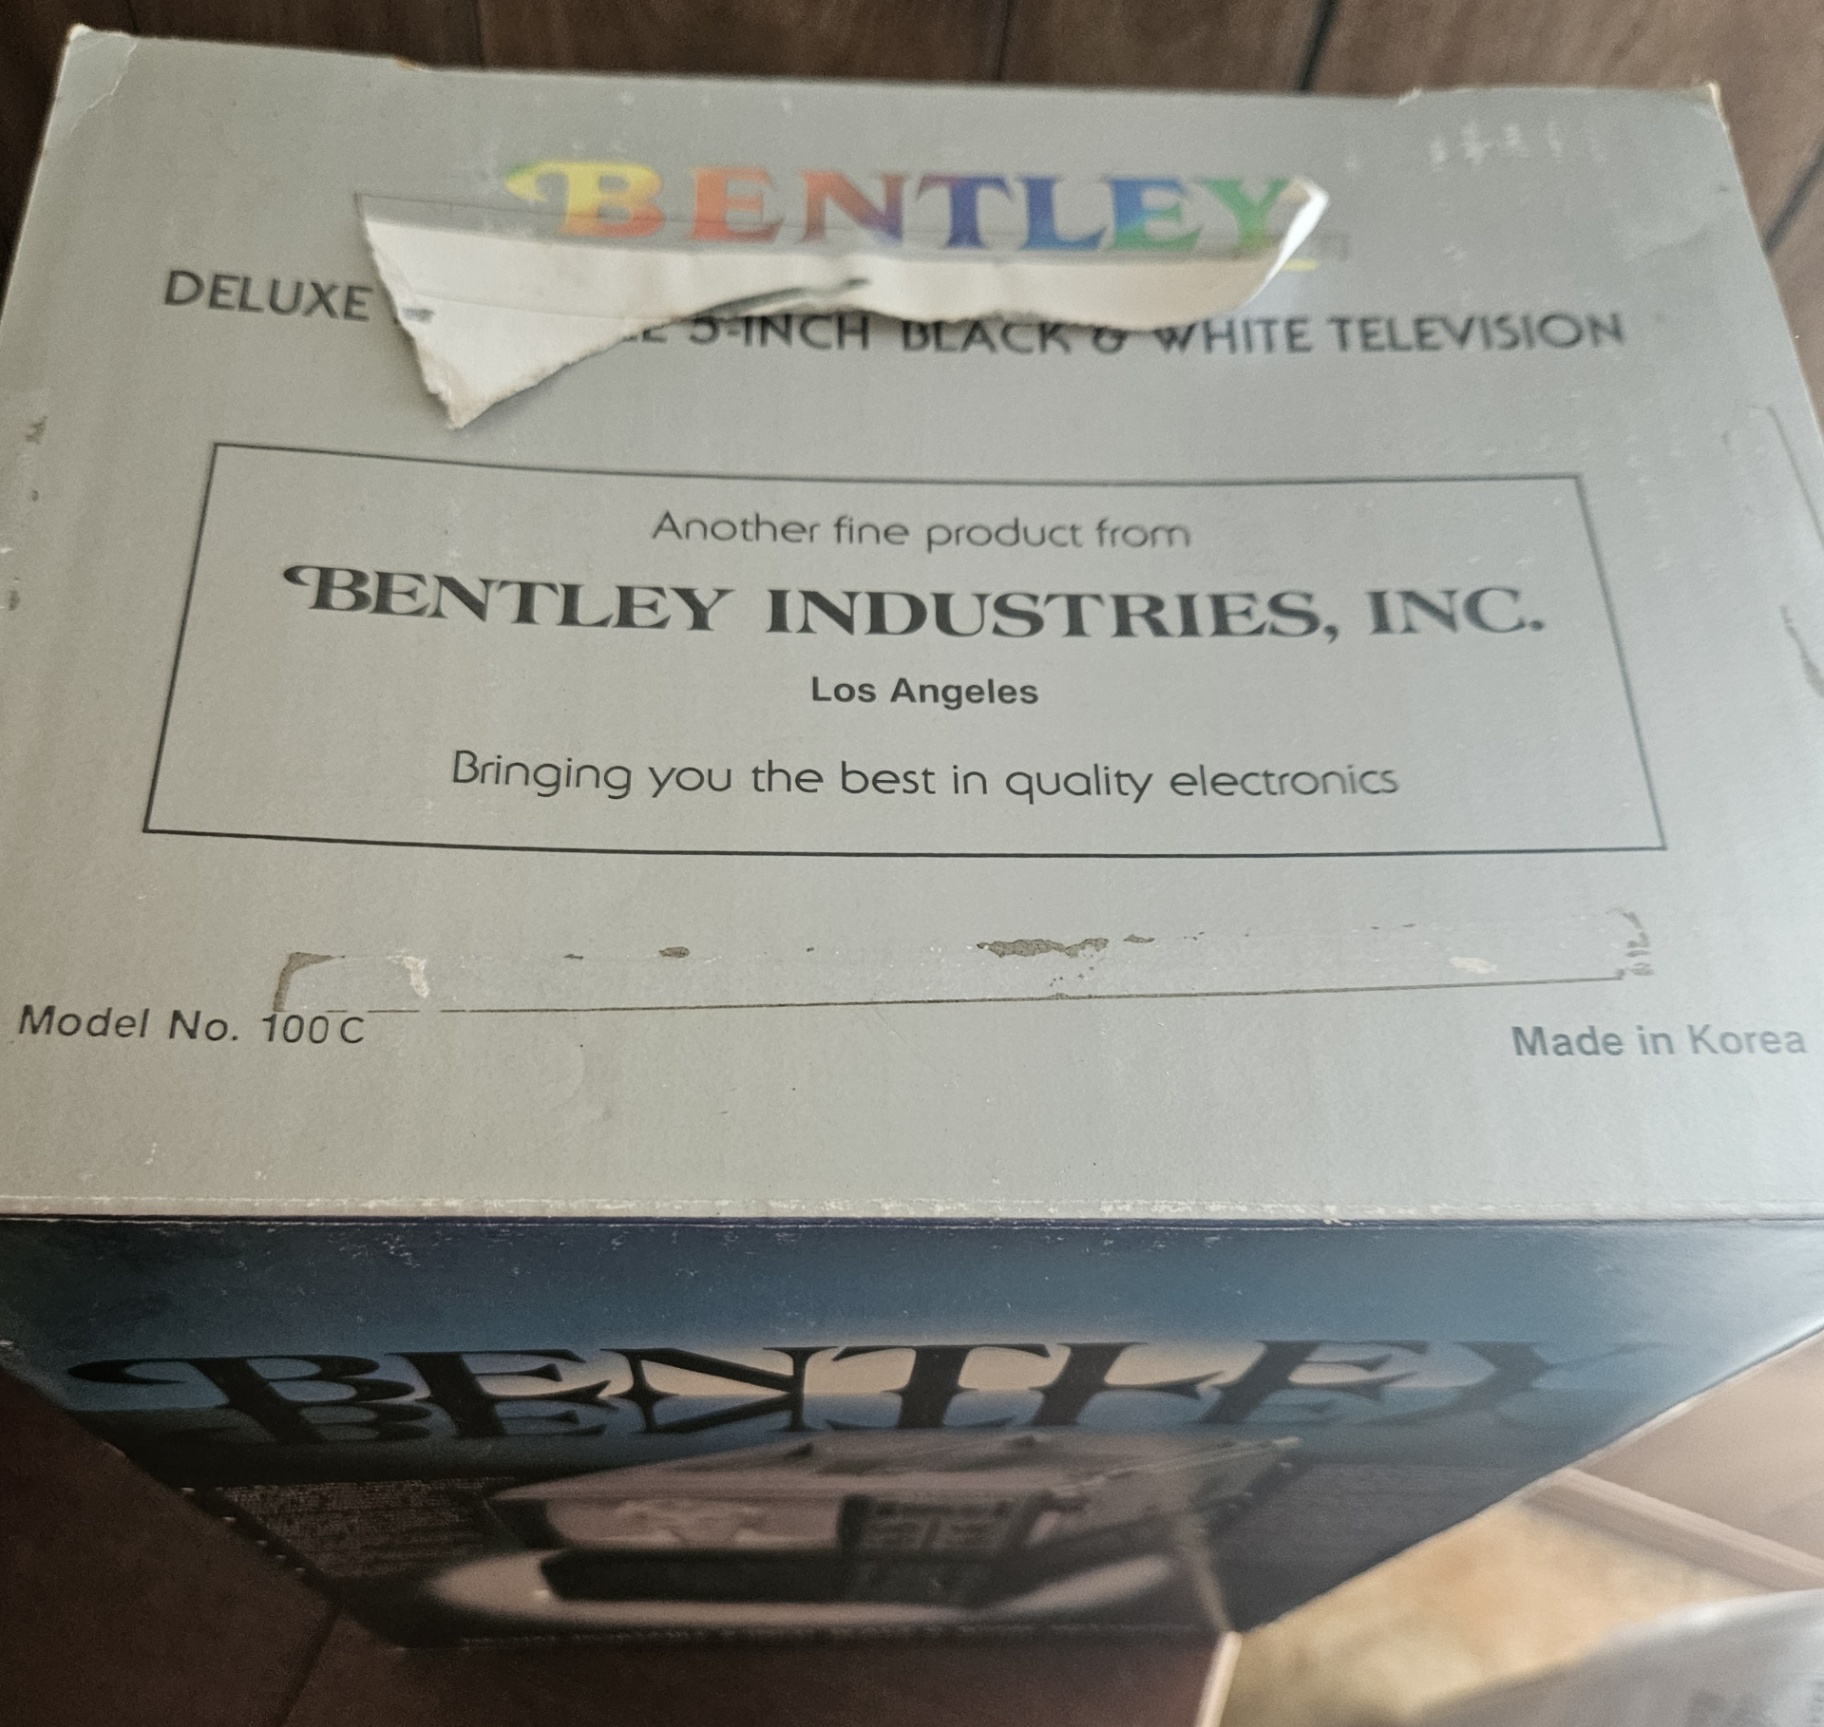 BENTLEY
DELUXE 5-INCH BLACK & WHITE TELEVISION
Another fine product from
BENTLEY INDUSTRIES, INC.
Los Angeles
Bringing you the best in quality electronics
Model No. 100C
Made in Korea
BENTLEY